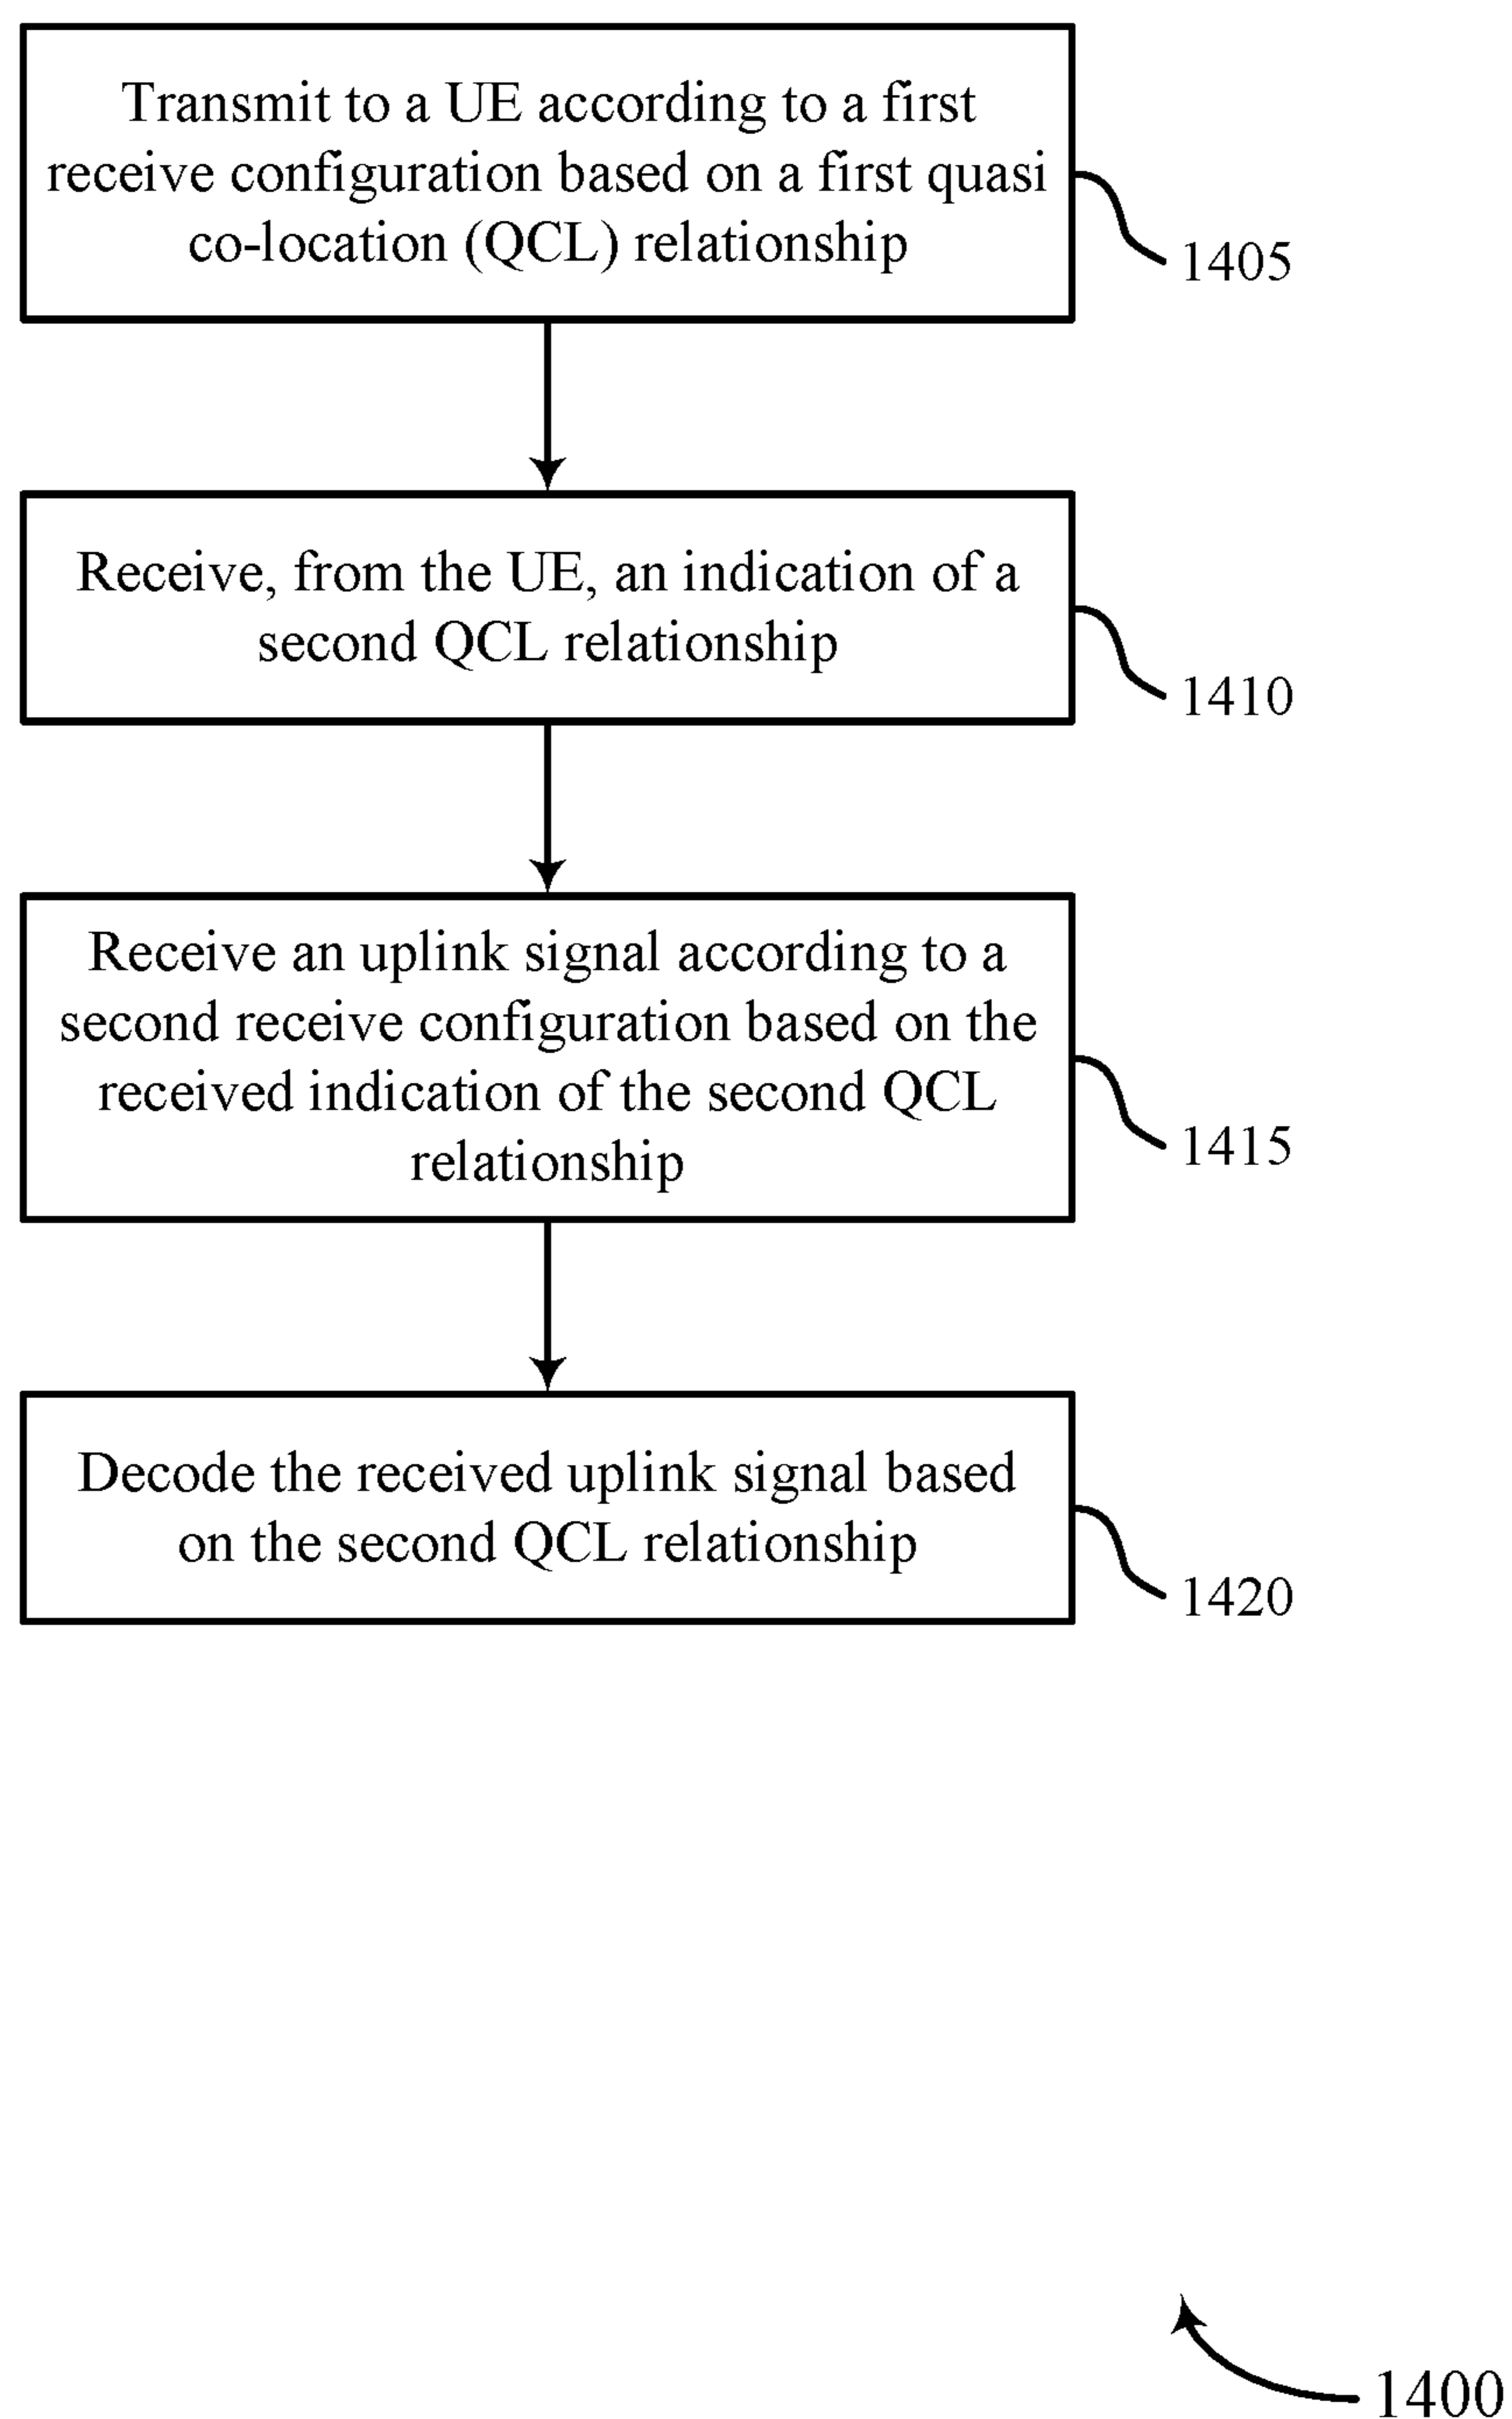 Transmit to a UE according to a first
receive configuration based on a first quasi
co-location (QCL) relationship
1405
Receive, from the UE, an indication of a
second QCL relationship
1410
Receive an uplink signal according to a
second receive configuration based on the
received indication of the second QCL
relationship
1415
Decode the received uplink signal based
on the second QCL relationship
1420
1400